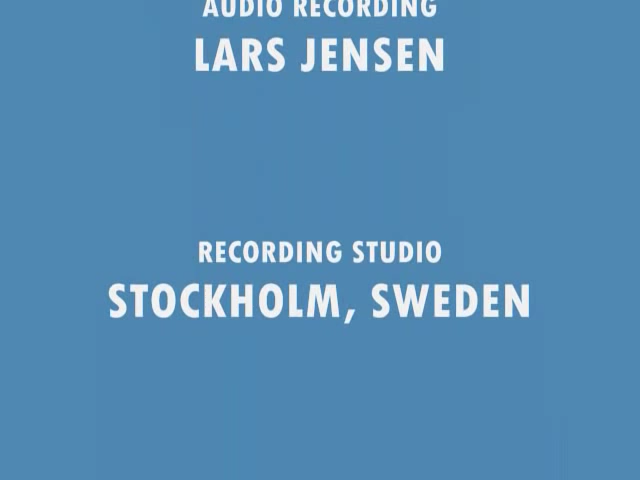 AUDIO RECORDING
LARS JENSEN
RECORDING STUDIO
STOCKHOLM, SWEDEN